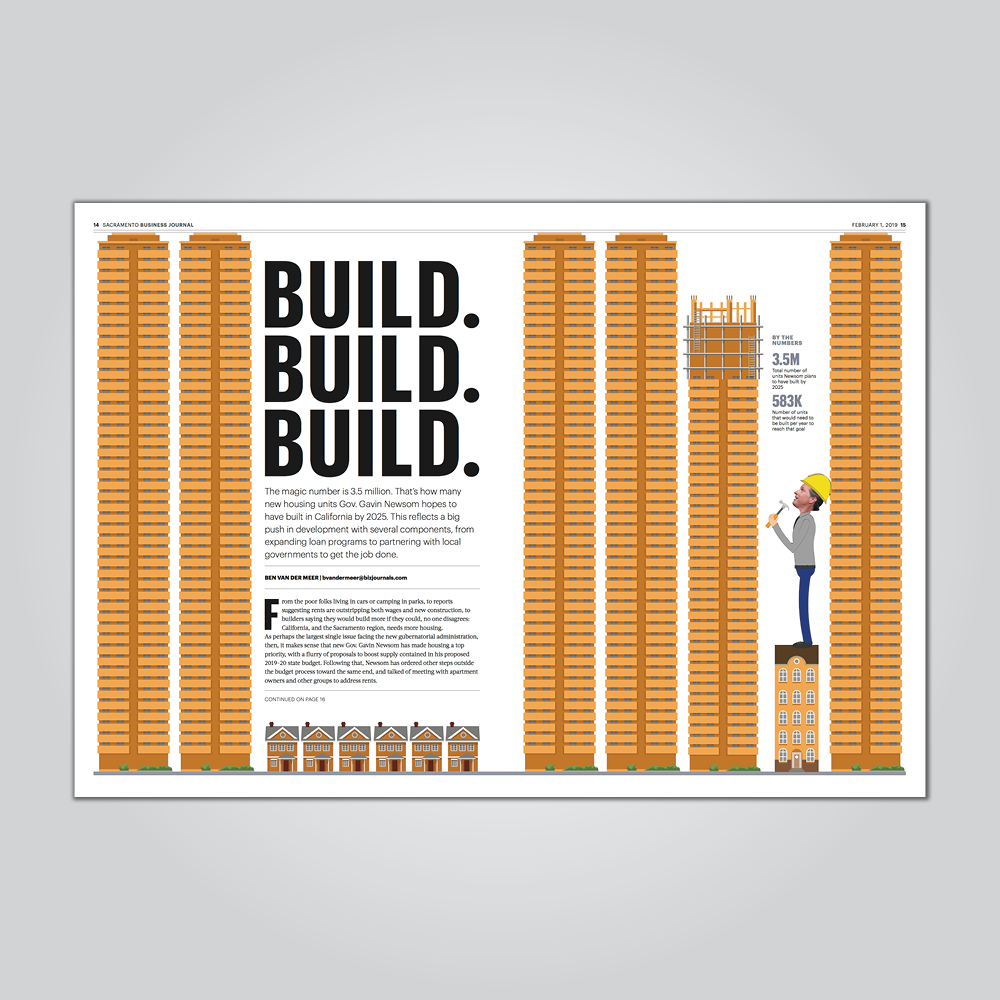 14 SACRAMENTO BUSINESS JOURNAL
FEBRUARY 1, 2019 15
BUILD.
BUILD.
BUILD.
The magic number is 3.5 million. That's how many
new housing units Gov. Gavin Newsom hopes to
have built in California by 2025. This reflects a big
push in development with several components, from
expanding loan programs to partnering with local
governments to get the job done.
BEN VAN DER MEER | bvandermeer@bizjournals.com
From the poor folks living in cars or camping in parks, to reports
suggesting rents are outstripping both wages and new construction, to
builders saying they would build more if they could, no one disagrees:
California, and the Sacramento region, needs more housing.
As perhaps the largest single issue facing the new gubernatorial administration,
then, it makes sense that new Gov. Gavin Newsom has made housing a top
priority, with a flurry of proposals to boost supply contained in his proposed
2019-20 state budget. Following that, Newsom has ordered other steps outside
the budget process toward the same end, and talked of meeting with apartment
owners and other groups to address rents.
CONTINUED ON PAGE 16
BY THE
NUMBERS
3.5M
Total number of
units Newsom plans
to have built by
2025
583K
Number of units
that would need to
be built per year to
reach that goal